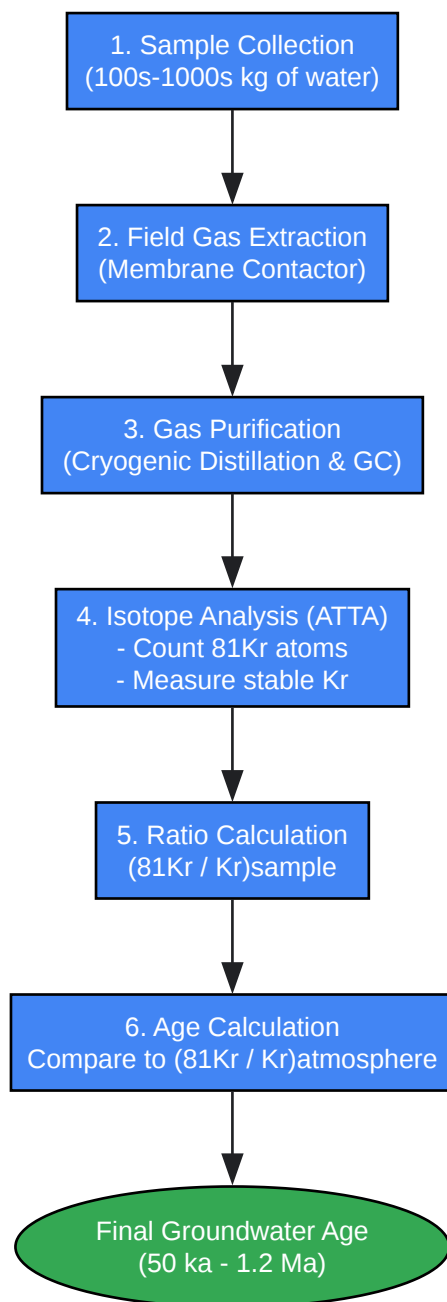 1. Sample Collection
(100s-1000s kg of water)
2. Field Gas Extraction
(Membrane Contactor)
3. Gas Purification
(Cryogenic Distillation & GC)
4. Isotope Analysis (ATTA)
- Count 81Kr atoms
- Measure stable Kr
5. Ratio Calculation
(81Kr / Kr)sample
6. Age Calculation
Compare to (81Kr / Kr)atmosphere
Final Groundwater Age
(50 ka - 1.2 Ma)